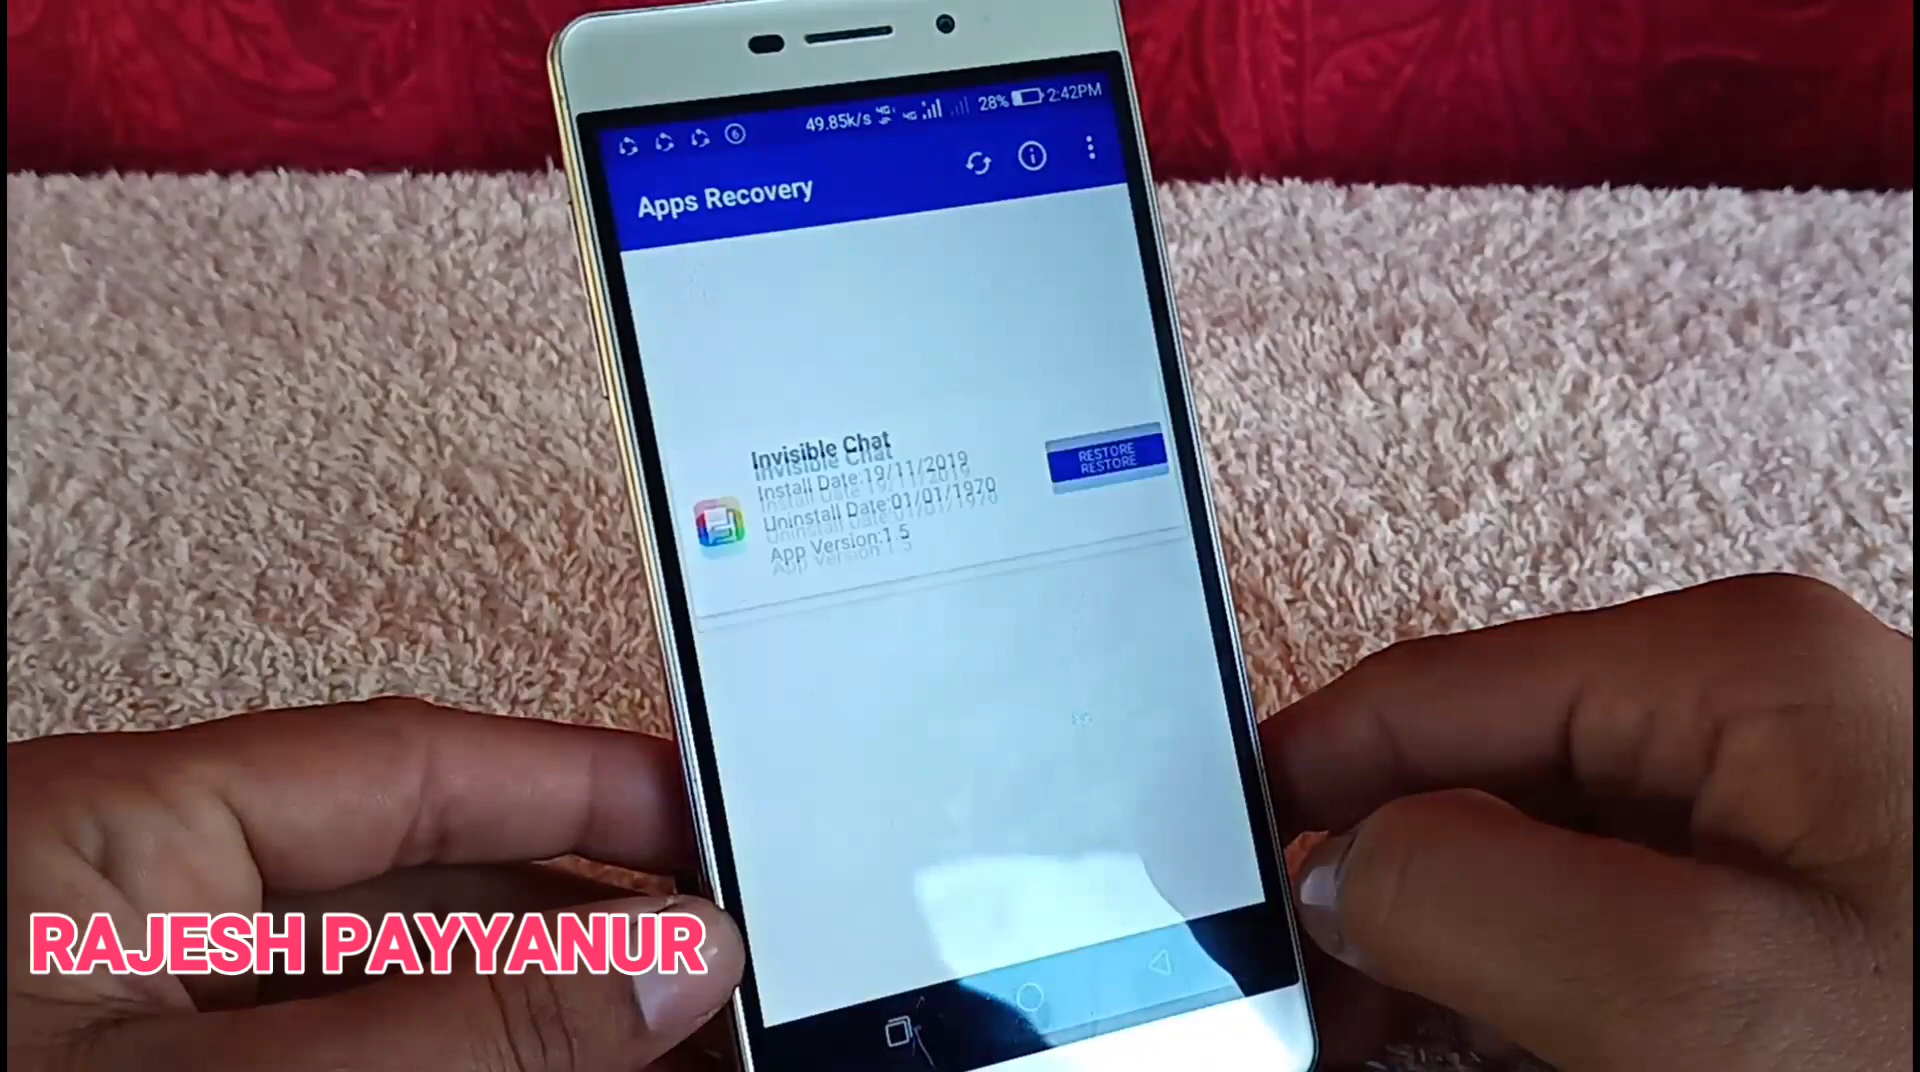 49.85k/s 4G 28% 2:42PM
Apps Recovery
Invisible Chat
Install Date:19/11/2019
Uninstall Date:01/01/1970
App Version:1.5
RESTORE
RAJESH PAYYANUR